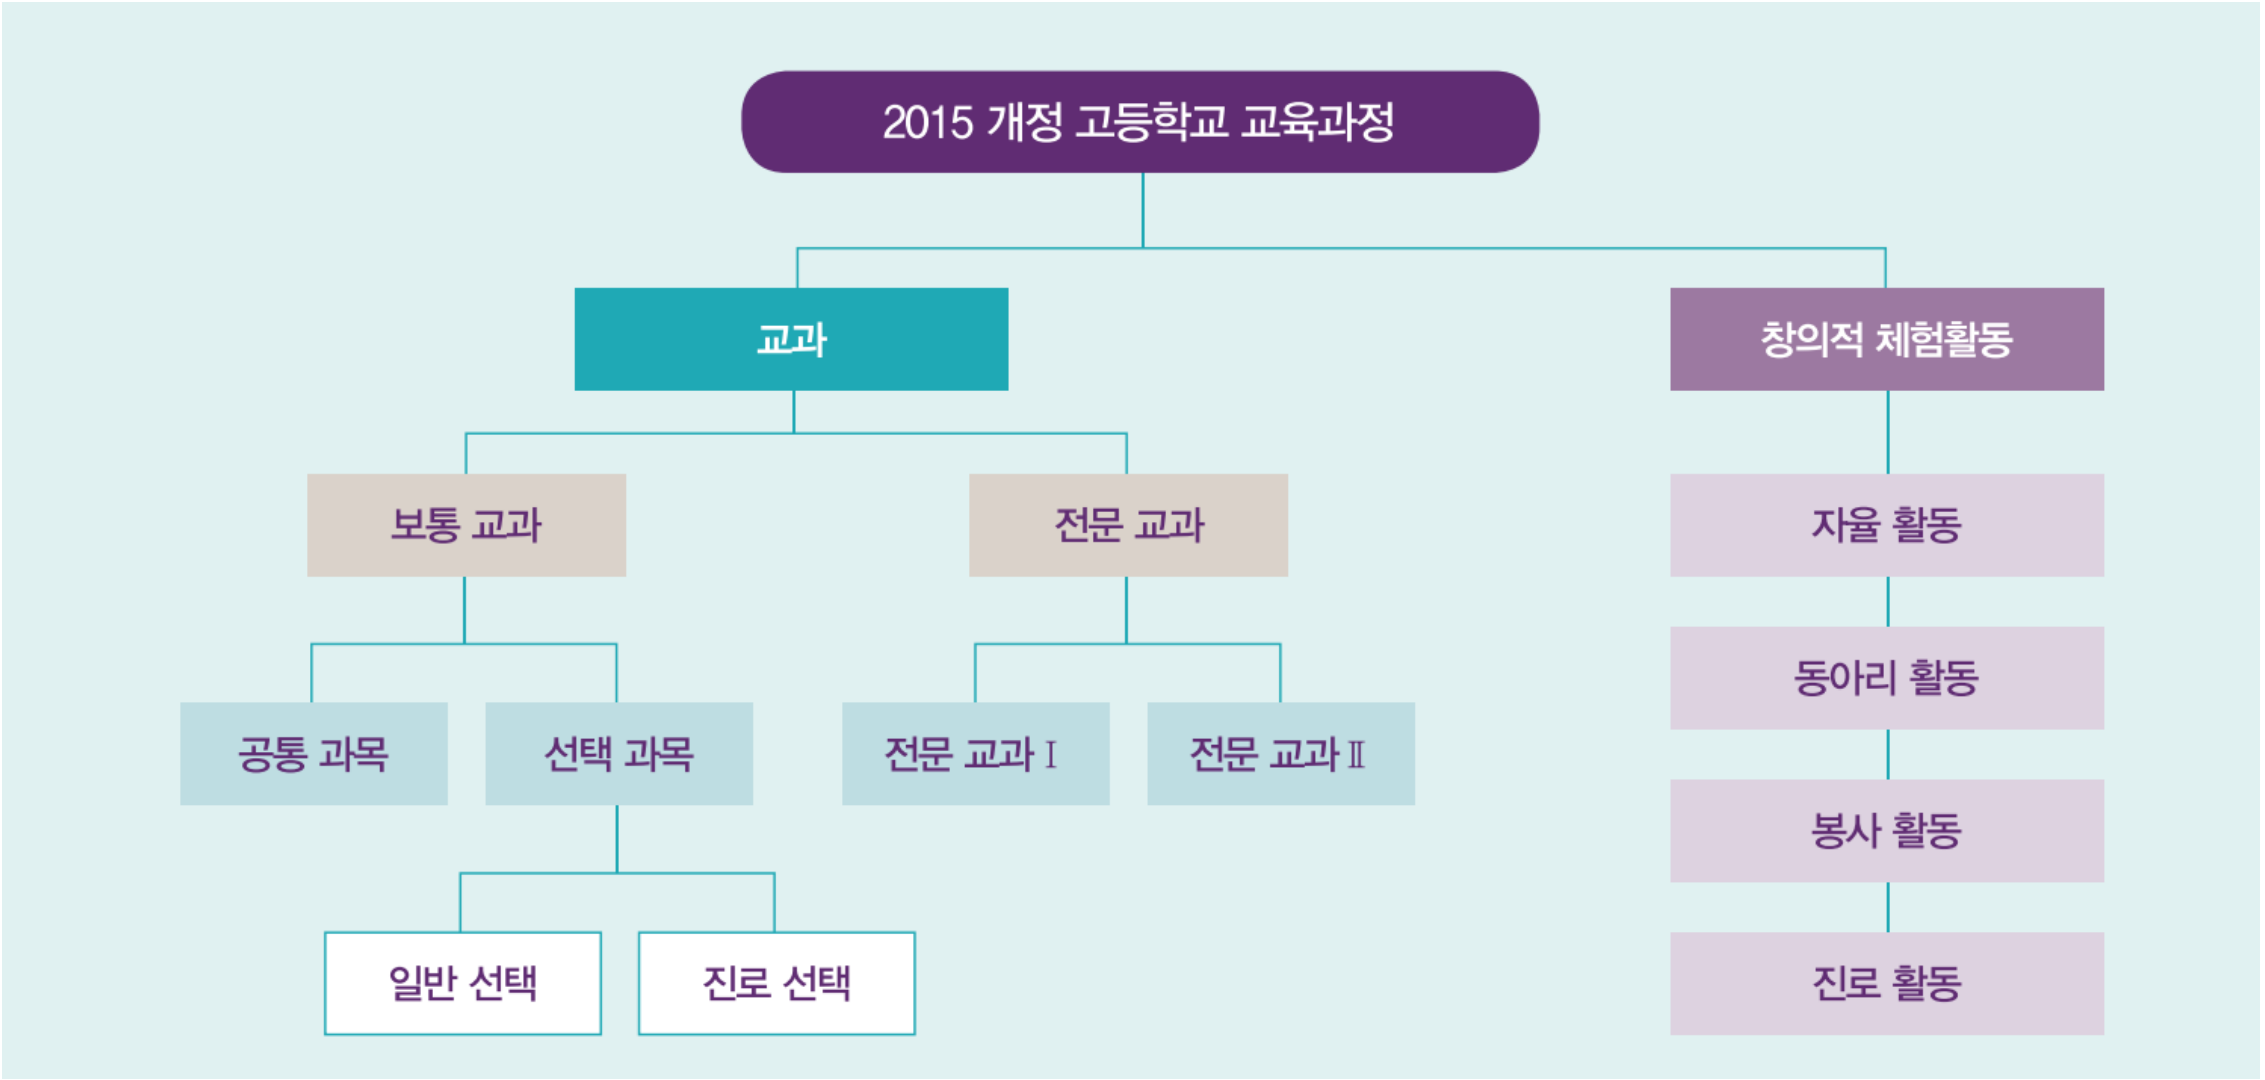 2015 개정 고등학교 교육과정
교과
창의적 체험활동
보통 교과
전문 교과
자율 활동
동아리 활동
공통 과목
선택 과목
전문 교과 Ⅰ
전문 교과 Ⅱ
봉사 활동
일반 선택
진로 선택
진로 활동